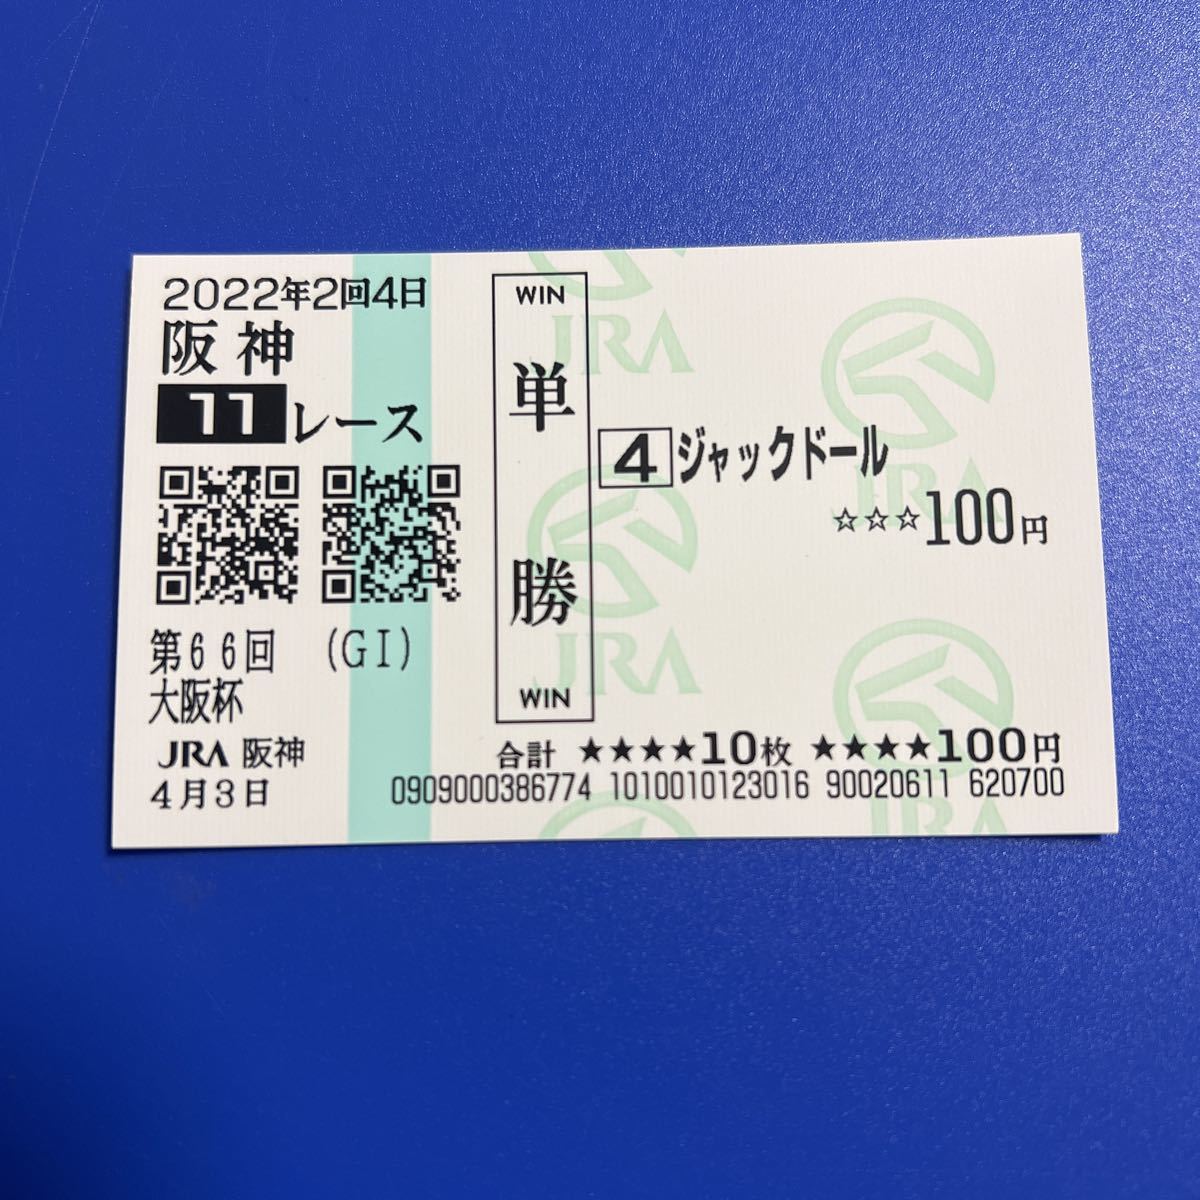 2022年2回4日
阪神
11レース
第66回 (GI)
大阪杯
JRA 阪神
4月3日
WIN
単勝
WIN
4 ジャックドール
☆☆☆100円
合計 ★★★★10枚 ★★★★100円
0909000386774 1010010123016 90020611 620700
JRA
JRA
JRA
JRA